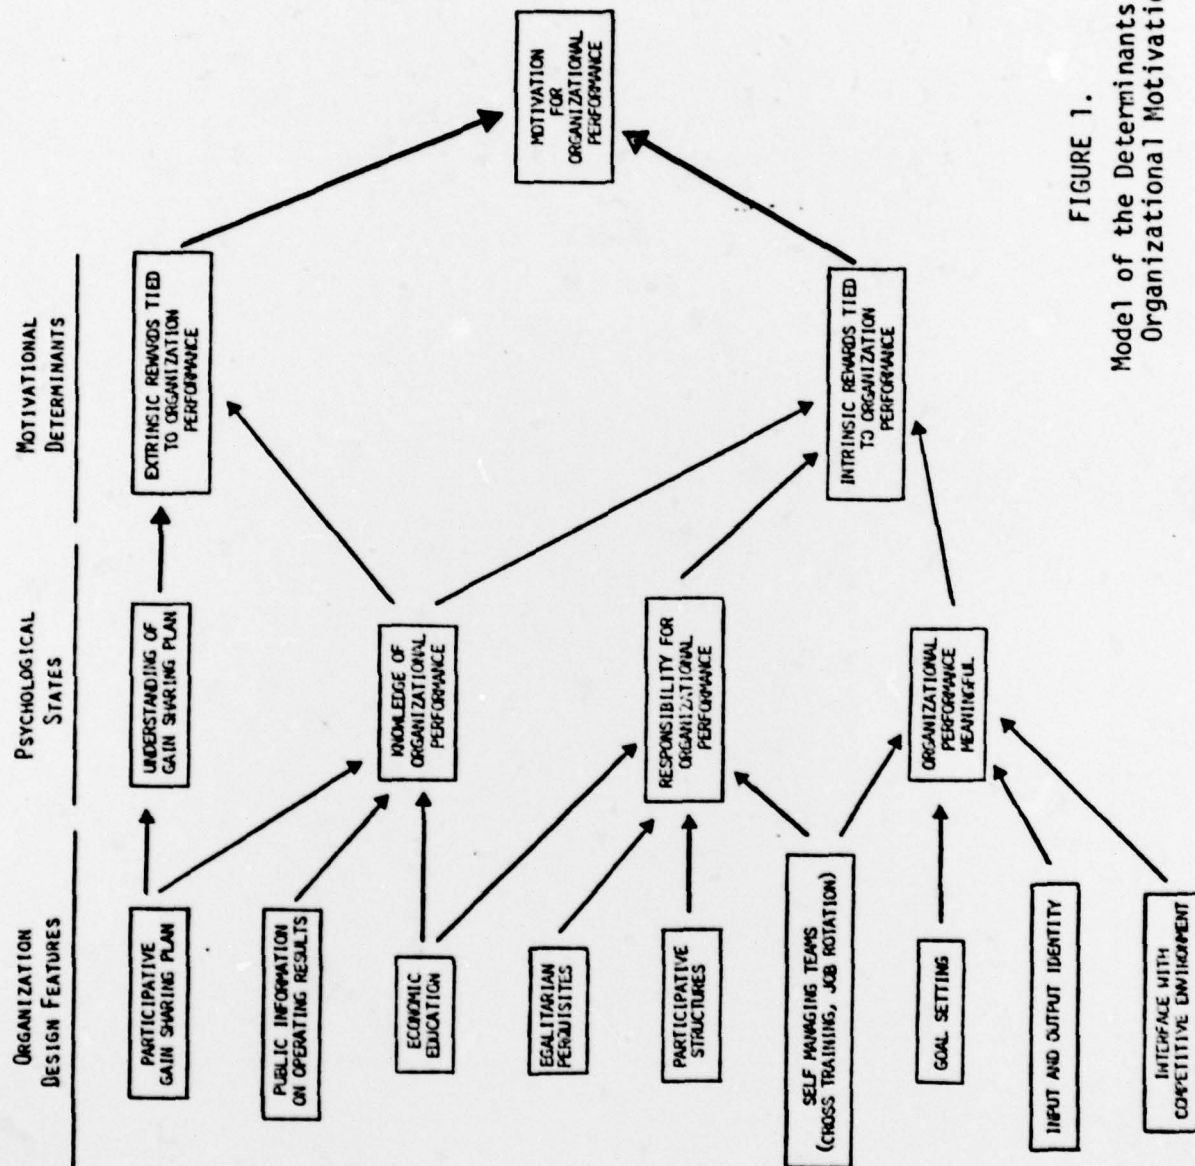 ORGANIZATION
DESIGN FEATURES
PSYCHOLOGICAL
STATES
MOTIVATIONAL
DETERMINANTS
PARTICIPATIVE
GAIN SHARING PLAN
PUBLIC INFORMATION
ON OPERATING RESULTS
ECONOMIC
EDUCATION
EGALITARIAN
PERQUISITES
PARTICIPATIVE
STRUCTURES
SELF MANAGING TEAMS
(CROSS TRAINING, JOB ROTATION)
GOAL SETTING
INPUT AND OUTPUT IDENTITY
INTERFACE WITH
COMPETITIVE ENVIRONMENT
UNDERSTANDING OF
GAIN SHARING PLAN
KNOWLEDGE OF
ORGANIZATIONAL
PERFORMANCE
RESPONSIBILITY FOR
ORGANIZATIONAL
PERFORMANCE
ORGANIZATIONAL
PERFORMANCE
MEANINGFUL
EXTRINSIC REWARDS TIED
TO ORGANIZATION
PERFORMANCE
INTRINSIC REWARDS TIED
TO ORGANIZATION
PERFORMANCE
MOTIVATION
FOR
ORGANIZATIONAL
PERFORMANCE
FIGURE 1.
Model of the Determinants
Organizational